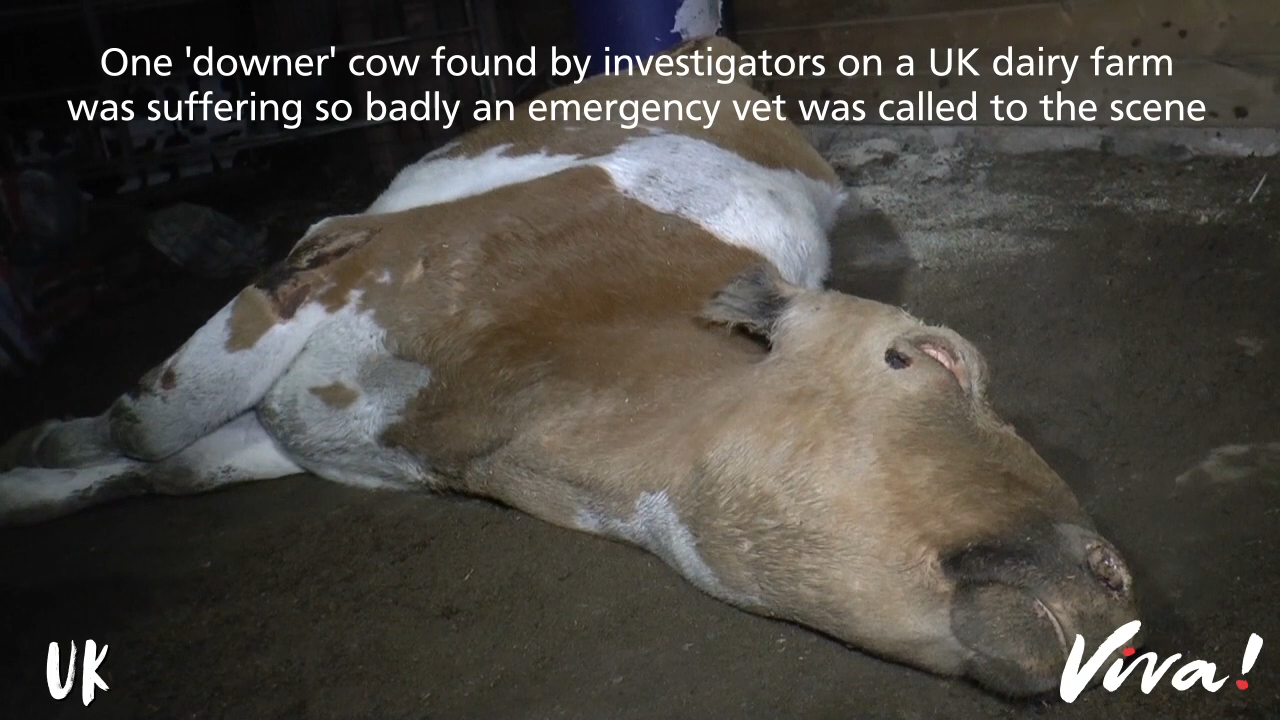 One 'downer' cow found by investigators on a UK dairy farm
was suffering so badly an emergency vet was called to the scene
UK
Viva!